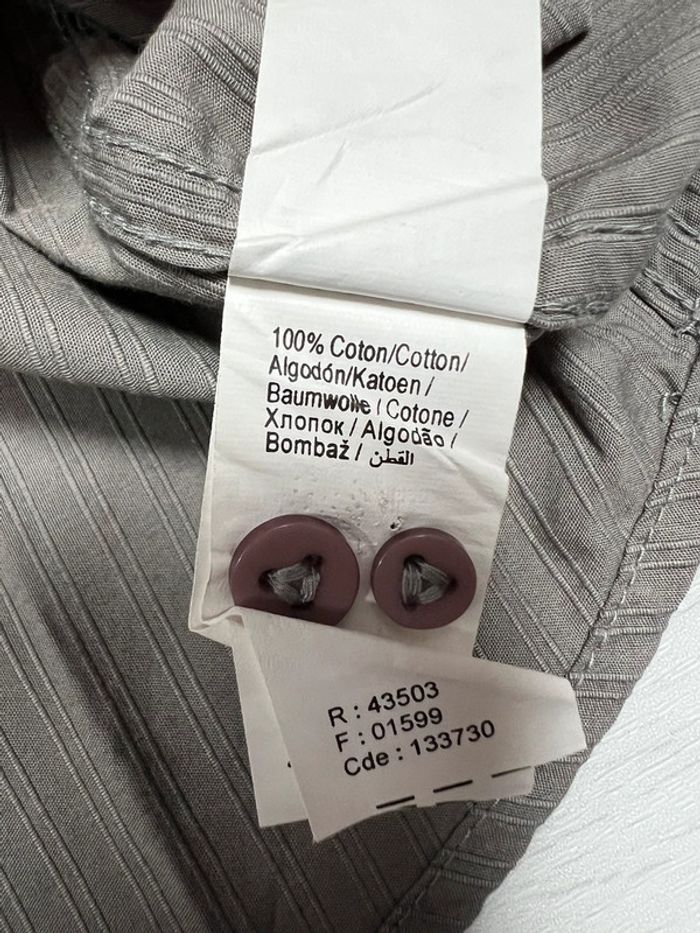 100% Coton/Cotton/
Algodón/Katoen/
Baumwolle/Cotone/
Хлопок/Algodão/
Bombaž/ القطن
R : 43503
F : 01599
Cde : 133730